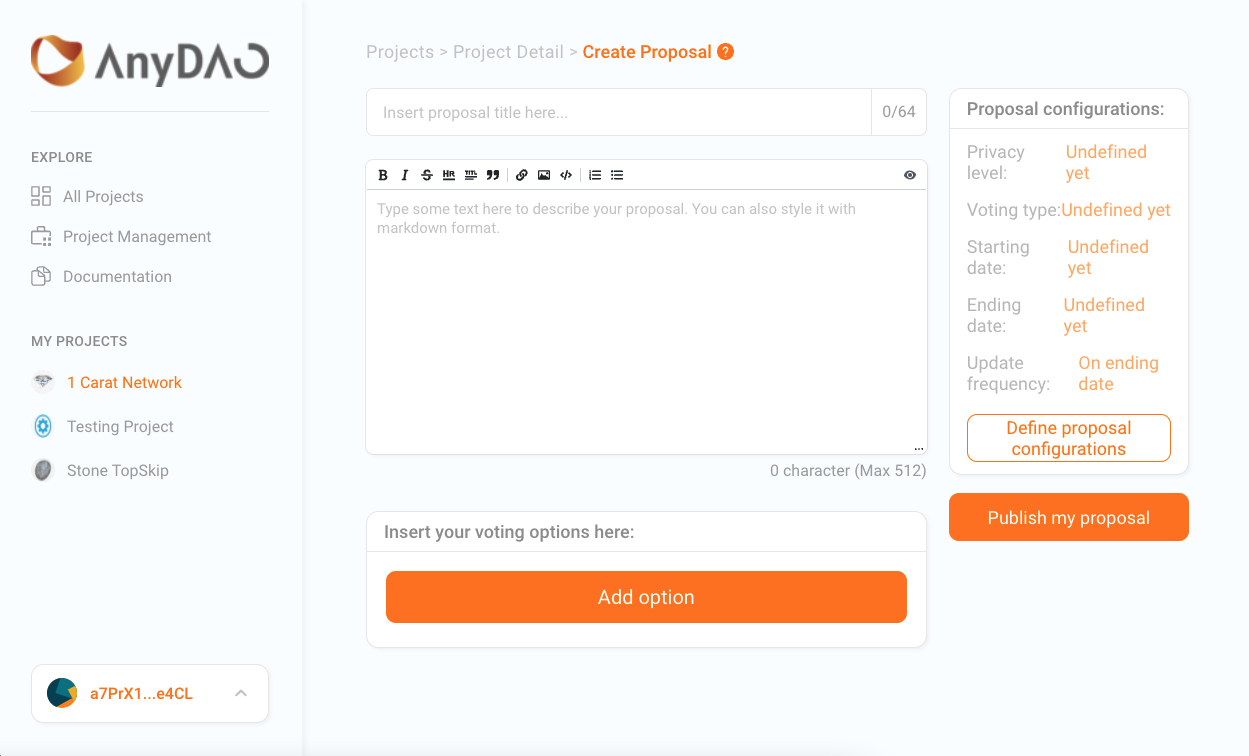 AnyDAO
EXPLORE
All Projects
Project Management
Documentation
MY PROJECTS
1 Carat Network
Testing Project
Stone TopSkip
a7PrX1...e4CL
Projects > Project Detail > Create Proposal ?
Insert proposal title here...
0/64
B I S HR TITL
Type some text here to describe your proposal. You can also style it with
markdown format.
0 character (Max 512)
Insert your voting options here:
Add option
Proposal configurations:
Privacy level: Undefined yet
Voting type: Undefined yet
Starting date: Undefined yet
Ending date: Undefined yet
Update frequency: On ending date
Define proposal
configurations
Publish my proposal